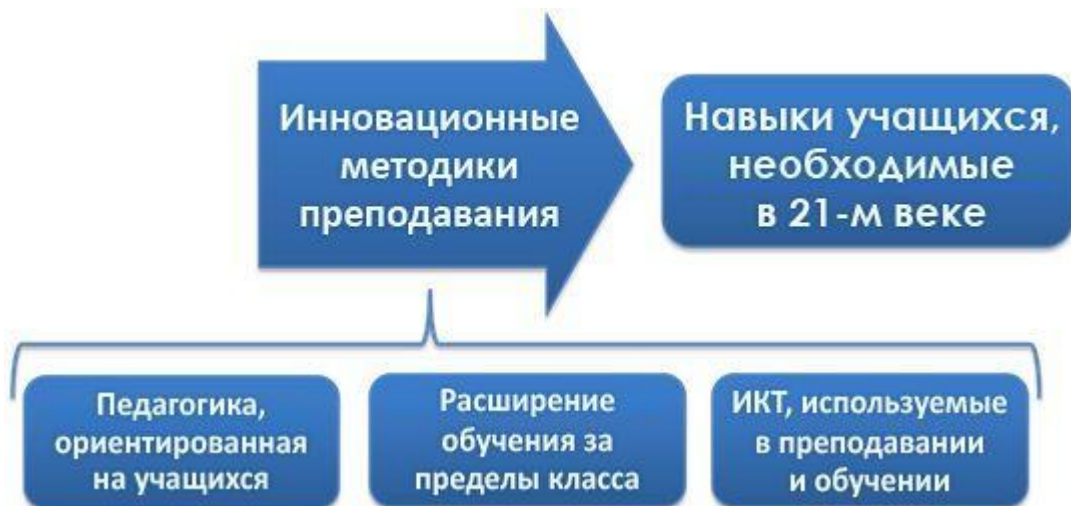 Инновационные
методики
преподавания
Навыки учащихся,
необходимые
в 21-м веке
Педагогика,
ориентированная
на учащихся
Расширение
обучения за
пределы класса
ИКТ, используемые
в преподавании
и обучении